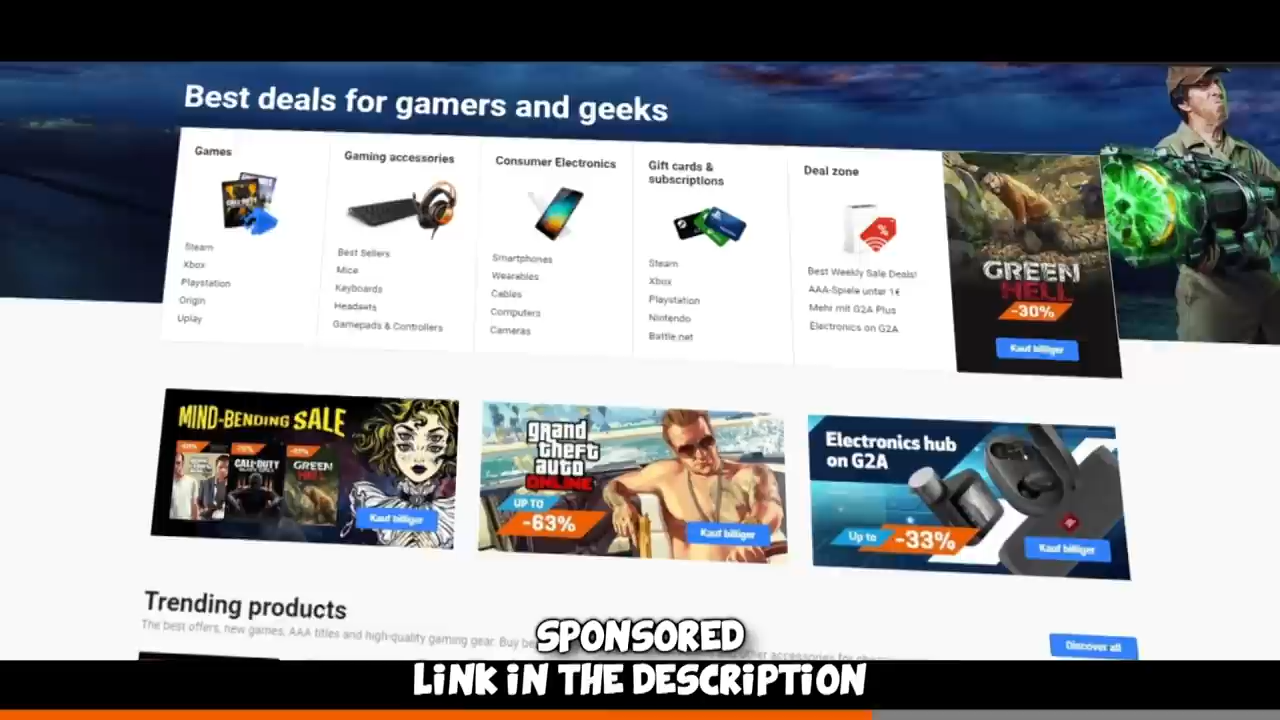 Best deals for gamers and geeks
Games
Steam
Xbox
Playstation
Origin
Uplay
Gaming accessories
Best Sellers
Mice
Keyboards
Headsets
Gamepads & Controllers
Consumer Electronics
Smartphones
Wearables
Cables
Computers
Cameras
Gift cards &
subscriptions
Steam
Xbox
Playstation
Nintendo
Battle.net
Deal zone
Best Weekly Sale Deals!
AAA-Spiele unter 1€
Mehr mit G2A Plus
Electronics on G2A
GREEN
HELL
-30%
Kauf billiger
MIND-BENDING SALE
CALL OF DUTY
GREEN
HELL
Kauf billiger
grand
theft
auto
ONLINE
UP TO
-63%
Kauf billiger
Electronics hub
on G2A
Up to
-33%
Kauf billiger
Trending products
The best offers, new games, AAA titles and high-quality gaming gear. Buy
other accessories for
Discover all
SPONSORED
LINK IN THE DESCRIPTION